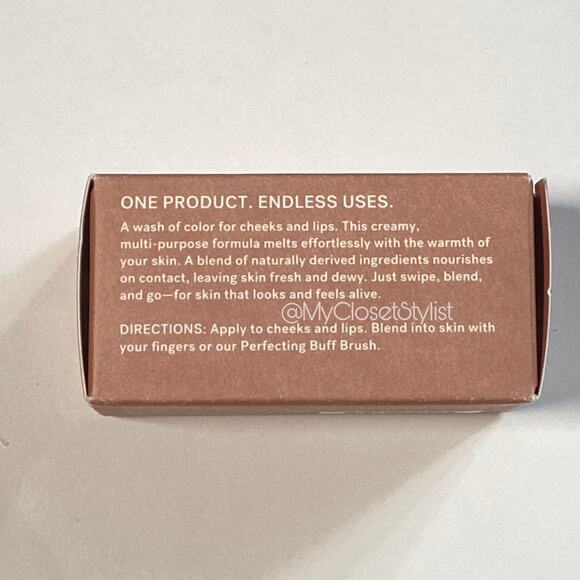 ONE PRODUCT. ENDLESS USES.
A wash of color for cheeks and lips. This creamy,
multi-purpose formula melts effortlessly with the warmth of
your skin. A blend of naturally derived ingredients nourishes
on contact, leaving skin fresh and dewy. Just swipe, blend,
and go—for skin that looks and feels alive.
@MyClosetStylist
DIRECTIONS: Apply to cheeks and lips. Blend into skin with
your fingers or our Perfecting Buff Brush.